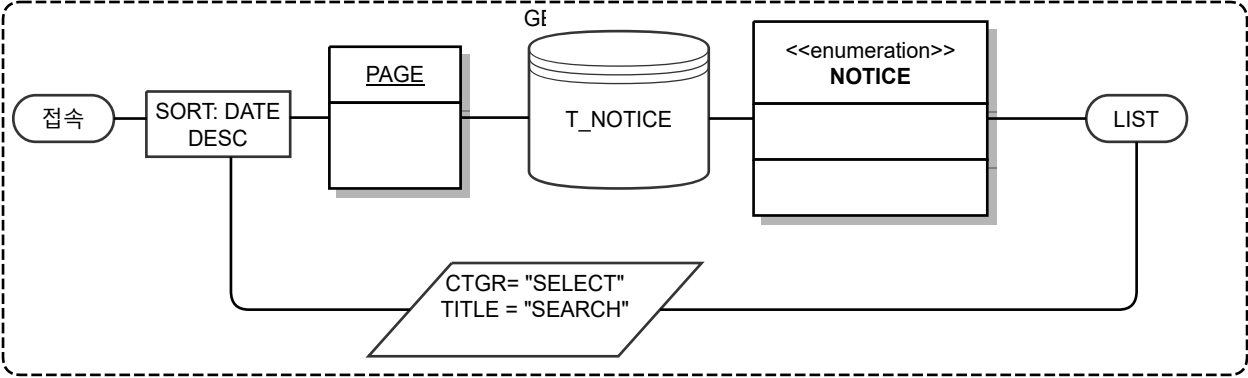 접속
SORT: DATE
DESC
PAGE
T_NOTICE
<<enumeration>>
NOTICE
LIST
CTGR= "SELECT"
TITLE = "SEARCH"